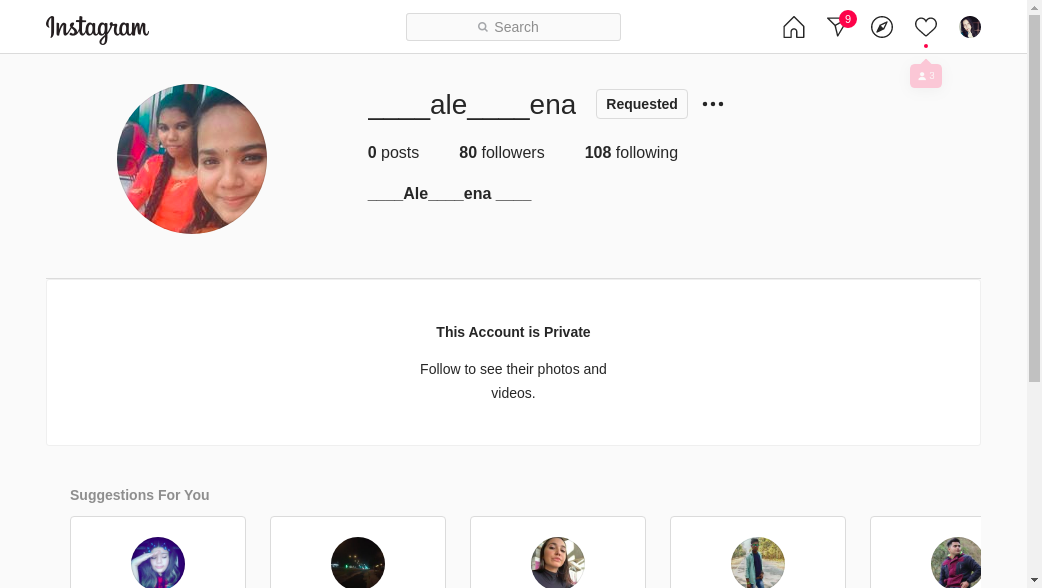 Instagram
Search
9
3
____ale____ena
Requested
0 posts 80 followers 108 following
____Ale____ena ____
This Account is Private
Follow to see their photos and
videos.
Suggestions For You